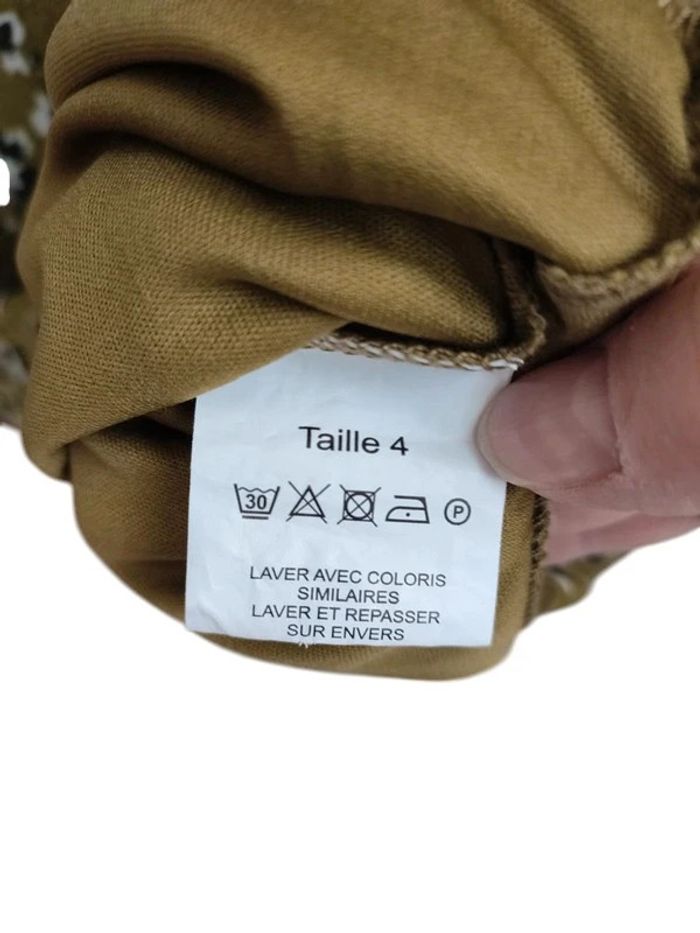 Taille 4
30 P
LAVER AVEC COLORIS
SIMILAIRES
LAVER ET REPASSER
SUR ENVERS